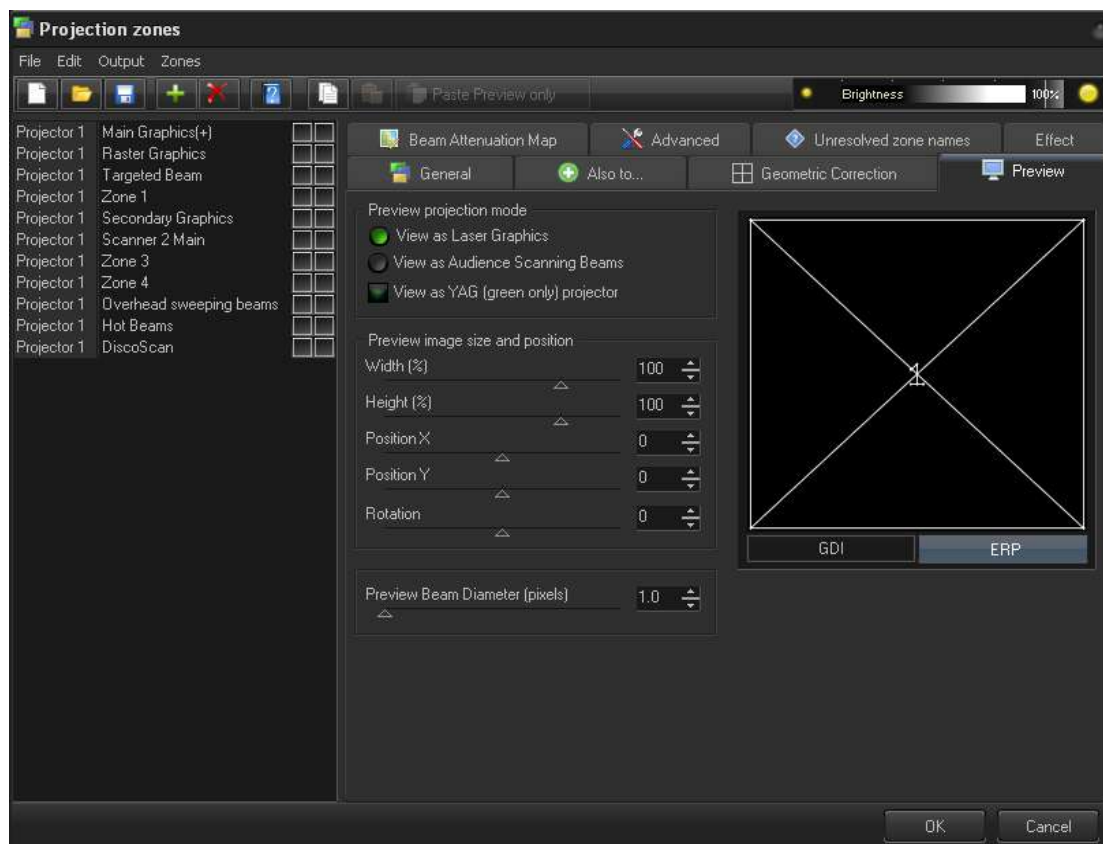 Projection zones
File Edit Output Zones
Paste Preview only
Brightness 100%
Projector 1 Main Graphics(+)
Projector 1 Raster Graphics
Projector 1 Targeted Beam
Projector 1 Zone 1
Projector 1 Secondary Graphics
Projector 1 Scanner 2 Main
Projector 1 Zone 3
Projector 1 Zone 4
Projector 1 Overhead sweeping beams
Projector 1 Hot Beams
Projector 1 DiscoScan
Beam Attenuation Map Advanced Unresolved zone names Effect
General Also to... Geometric Correction Preview
Preview projection mode
View as Laser Graphics
View as Audience Scanning Beams
View as YAG (green only) projector
Preview image size and position
Width (%) 100
Height (%) 100
Position X 0
Position Y 0
Rotation 0
Preview Beam Diameter (pixels) 1.0
1
GDI ERP
OK Cancel